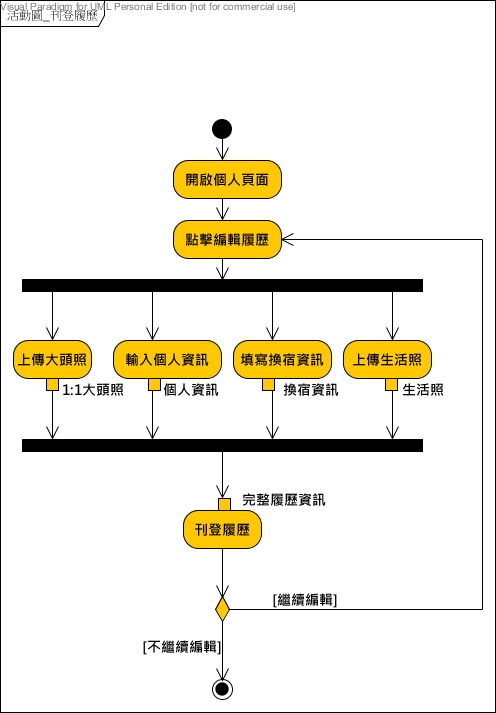 Visual Paradigm for UML Personal Edition [not for commercial use]
活動圖_刊登履歷
開啟個人頁面
點擊編輯履歷
上傳大頭照
輸入個人資訊
填寫換宿資訊
上傳生活照
1:1大頭照
個人資訊
換宿資訊
生活照
完整履歷資訊
刊登履歷
[繼續編輯]
[不繼續編輯]